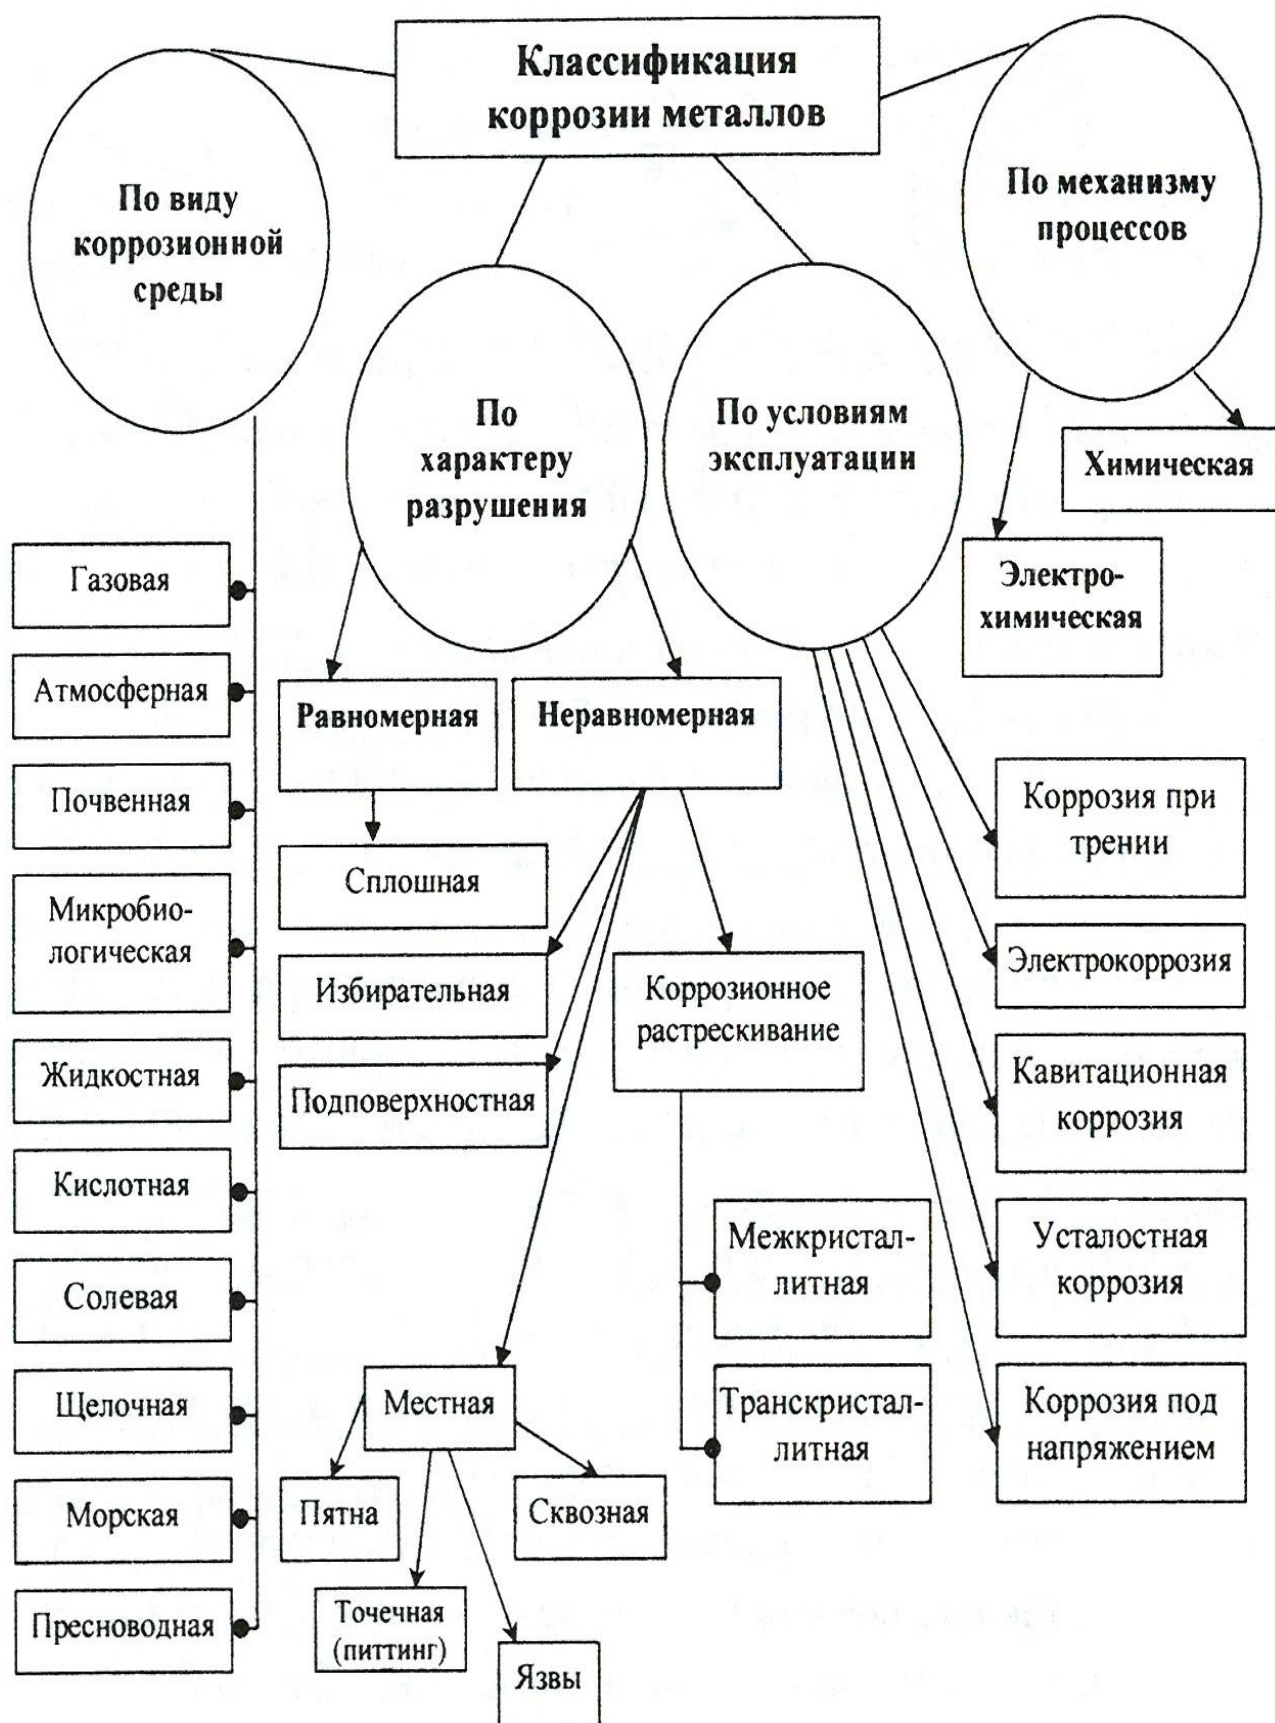 Классификация
коррозии металлов
По виду
коррозионной
среды
По
характеру
разрушения
По условиям
эксплуатации
По механизму
процессов
Газовая
Атмосферная
Почвенная
Микробио-
логическая
Жидкостная
Кислотная
Солевая
Щелочная
Морская
Пресноводная
Равномерная
Неравномерная
Сплошная
Избирательная
Подповерхностная
Коррозионное
растрескивание
Межкристал-
литная
Транскристал-
литная
Местная
Пятна
Точечная
(питтинг)
Язвы
Сквозная
Химическая
Электро-
химическая
Коррозия при
трении
Электрокоррозия
Кавитационная
коррозия
Усталостная
коррозия
Коррозия под
напряжением